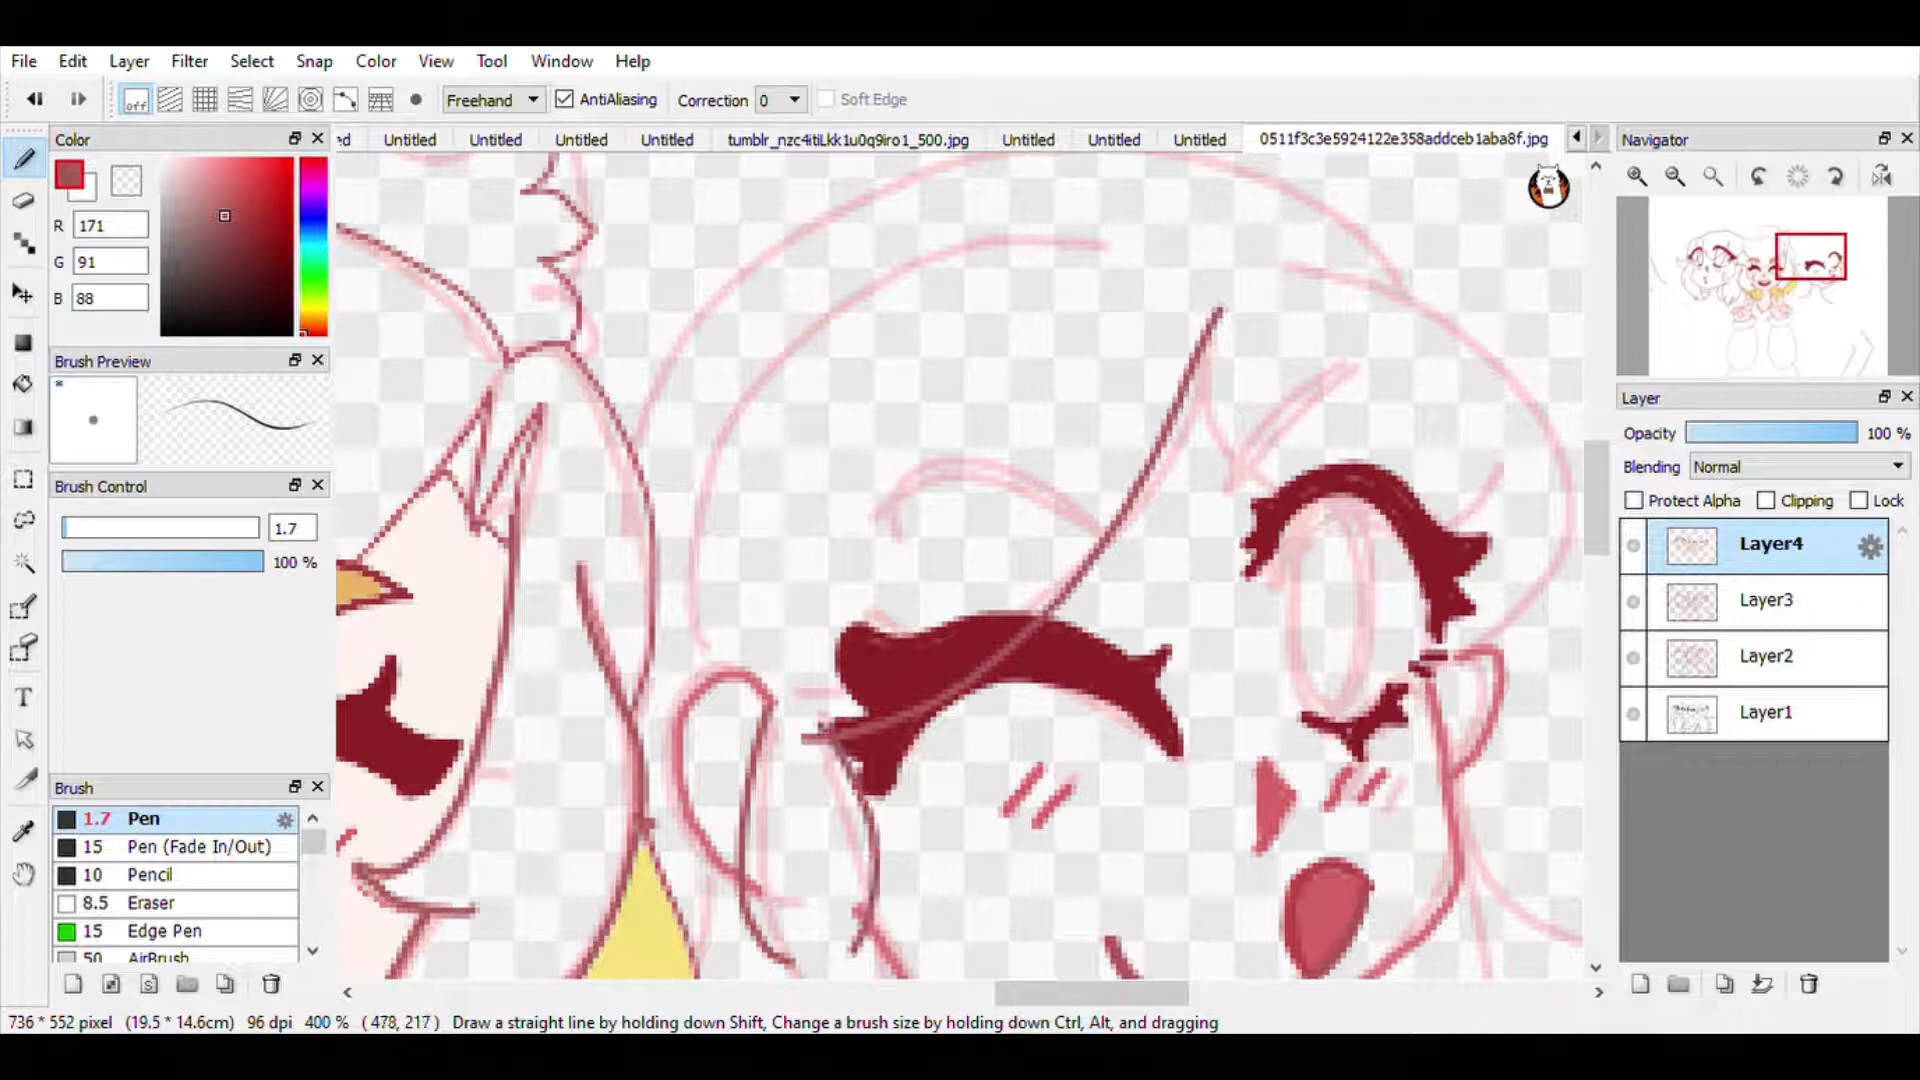 File Edit Layer Filter Select Snap Color View Tool Window Help
off Freehand AntiAliasing Correction 0 Soft Edge
Color
ed Untitled Untitled Untitled Untitled tumblr_nzc4itiLkk1u0q9iro1_500.jpg Untitled Untitled Untitled 0511f3c3e5924122e358addceb1aba8f.jpg
Navigator
R 171
G 91
B 88
Brush Preview
*
Layer
Opacity 100 %
Blending Normal
Protect Alpha Clipping Lock
Brush Control
1.7
100 %
Layer4
Layer3
Layer2
Layer1
Brush
1.7 Pen
15 Pen (Fade In/Out)
10 Pencil
8.5 Eraser
15 Edge Pen
50 AirBrush
S
T
736 * 552 pixel (19.5 * 14.6cm) 96 dpi 400 % ( 478, 217 ) Draw a straight line by holding down Shift, Change a brush size by holding down Ctrl, Alt, and dragging